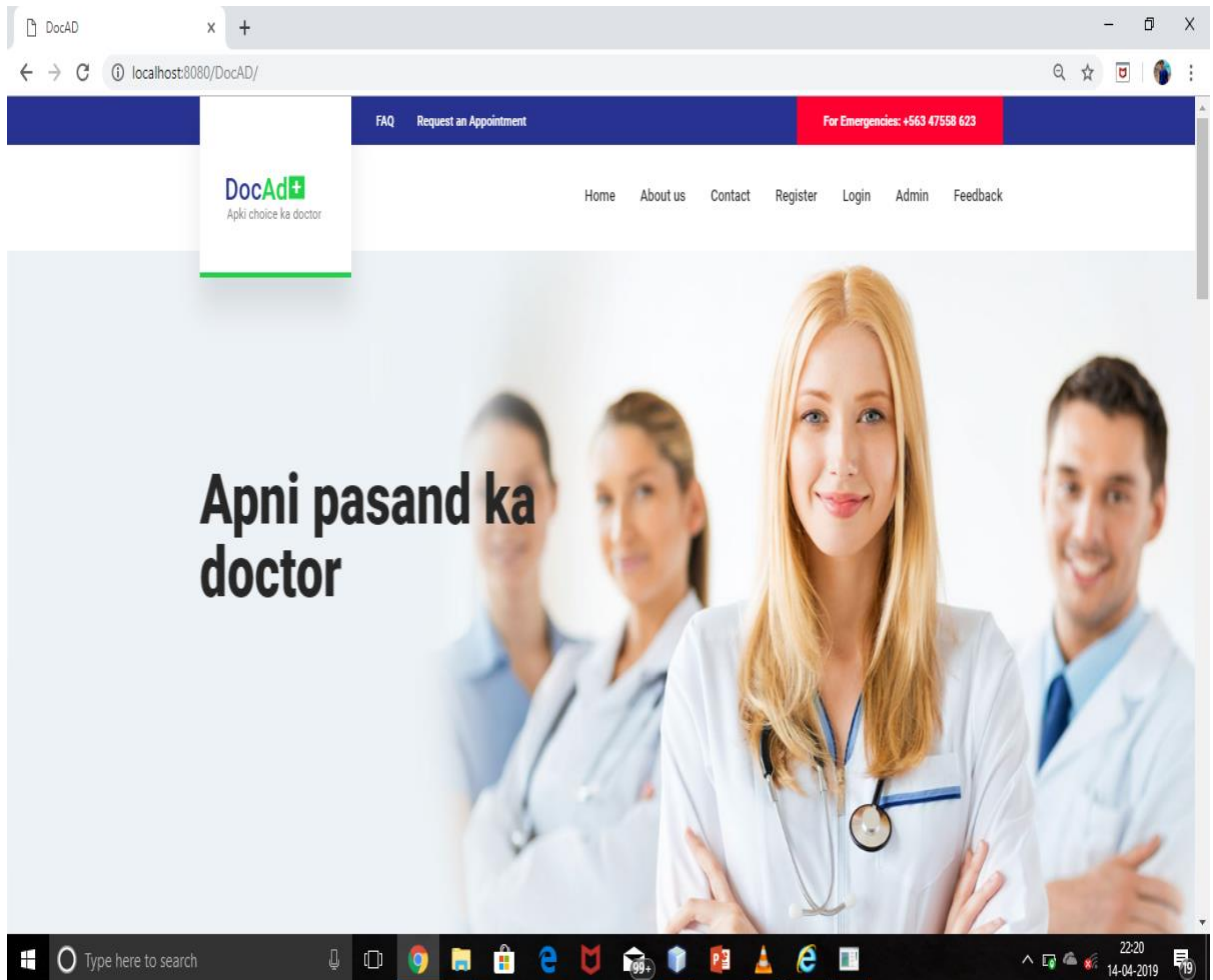 DocAD
localhost:8080/DocAD/
FAQ Request an Appointment For Emergencies: +563 47558 623
DocAd
Apki choice ka doctor
Home About us Contact Register Login Admin Feedback
Apni pasand ka
doctor
Type here to search
99+
22:20
14-04-2019
19